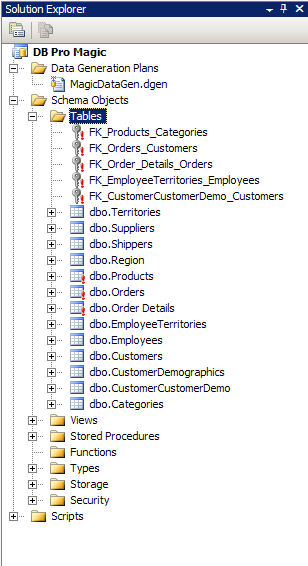 Solution Explorer
DB Pro Magic
Data Generation Plans
MagicDataGen.dgen
Schema Objects
Tables
FK_Products_Categories
FK_Orders_Customers
FK_Order_Details_Orders
FK_EmployeeTerritories_Employees
FK_CustomerCustomerDemo_Customers
dbo.Territories
dbo.Suppliers
dbo.Shippers
dbo.Region
dbo.Products
dbo.Orders
dbo.Order Details
dbo.EmployeeTerritories
dbo.Employees
dbo.Customers
dbo.CustomerDemographics
dbo.CustomerCustomerDemo
dbo.Categories
Views
Stored Procedures
Functions
Types
Storage
Security
Scripts